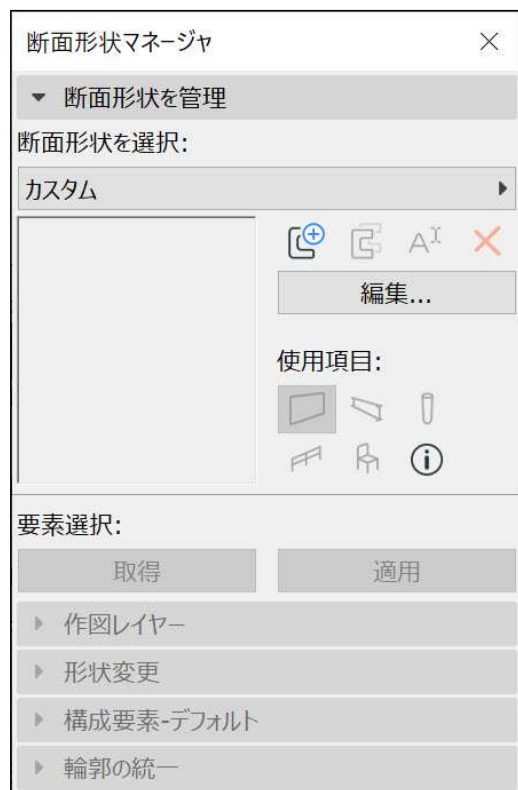 断面形状マネージャ
断面形状を管理
断面形状を選択:
カスタム
編集...
使用項目:
要素選択:
取得 適用
作図レイヤー
形状変更
構成要素-デフォルト
輪郭の統一